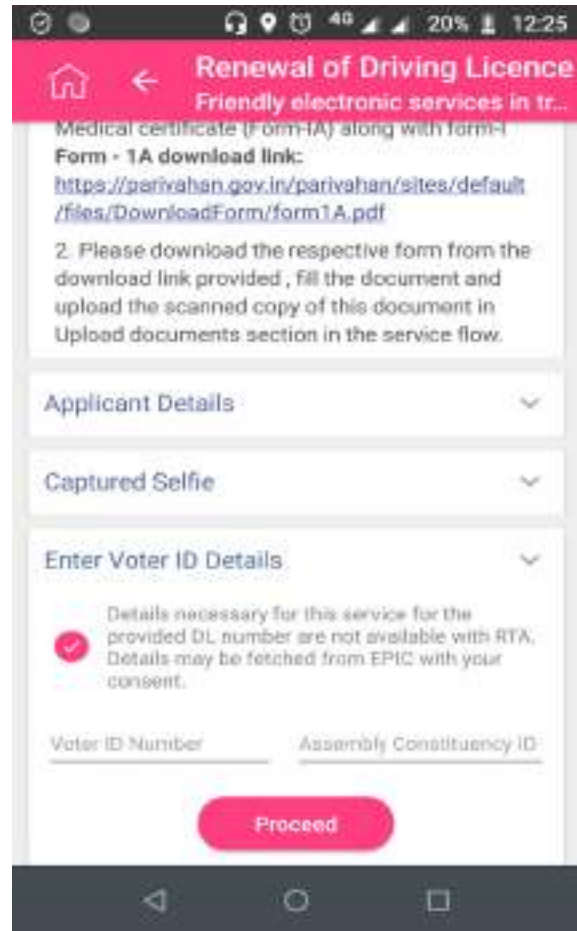 4G 20% 12:25
Renewal of Driving Licence
Friendly electronic services in tr...
Medical certificate (Form-IA) along with form-I
Form - 1A download link:
https://parivahan.gov.in/parivahan/sites/default
/files/DownloadForm/form1A.pdf
2. Please download the respective form from the
download link provided , fill the document and
upload the scanned copy of this document in
Upload documents section in the service flow.
Applicant Details
Captured Selfie
Enter Voter ID Details
Details necessary for this service for the
provided DL number are not available with RTA.
Details may be fetched from EPIC with your
consent.
Voter ID Number Assembly Constituency ID
Proceed